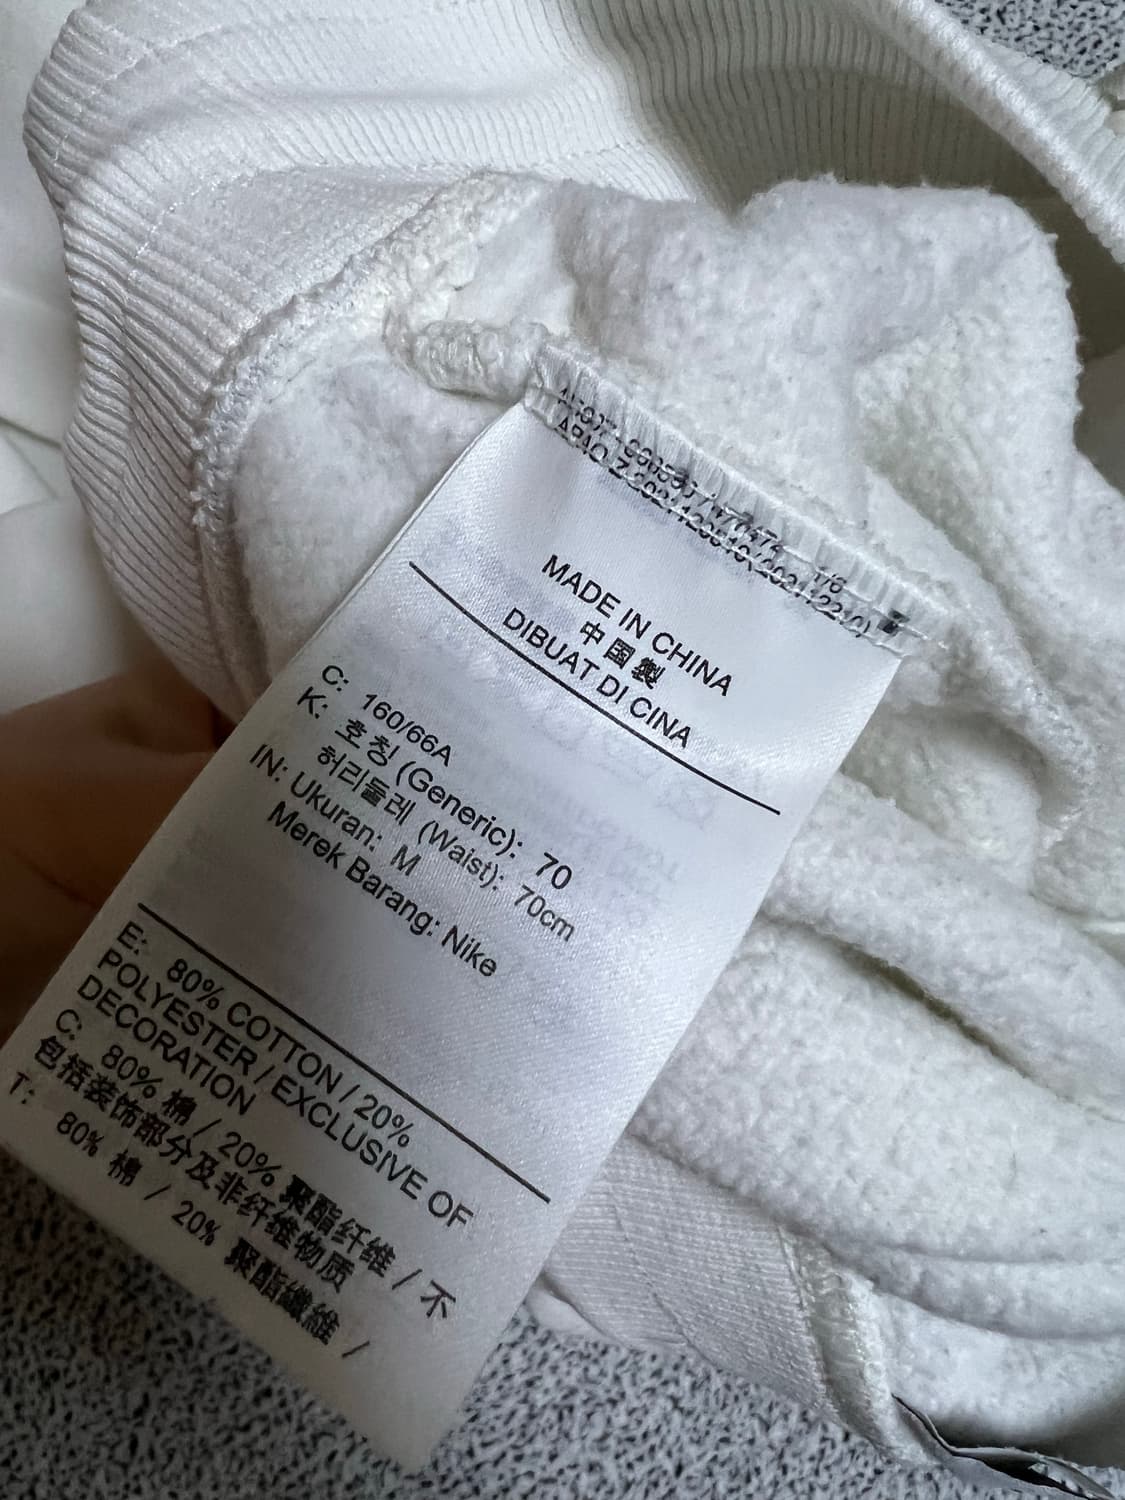 MADE IN CHINA
中國製
DIBUAT DI CINA
C: 160/66A
K: 호칭 (Generic): 70
허리둘레 (Waist): 70cm
IN: Ukuran: M
Merek Barang: Nike
E: 80% COTTON / 20%
POLYESTER / EXCLUSIVE OF
DECORATION
C: 80% 棉 / 20% 聚酯纤维 / 不
包括装饰部分及非纤维物质
T: 80% 棉 / 20% 聚酯纖維 /